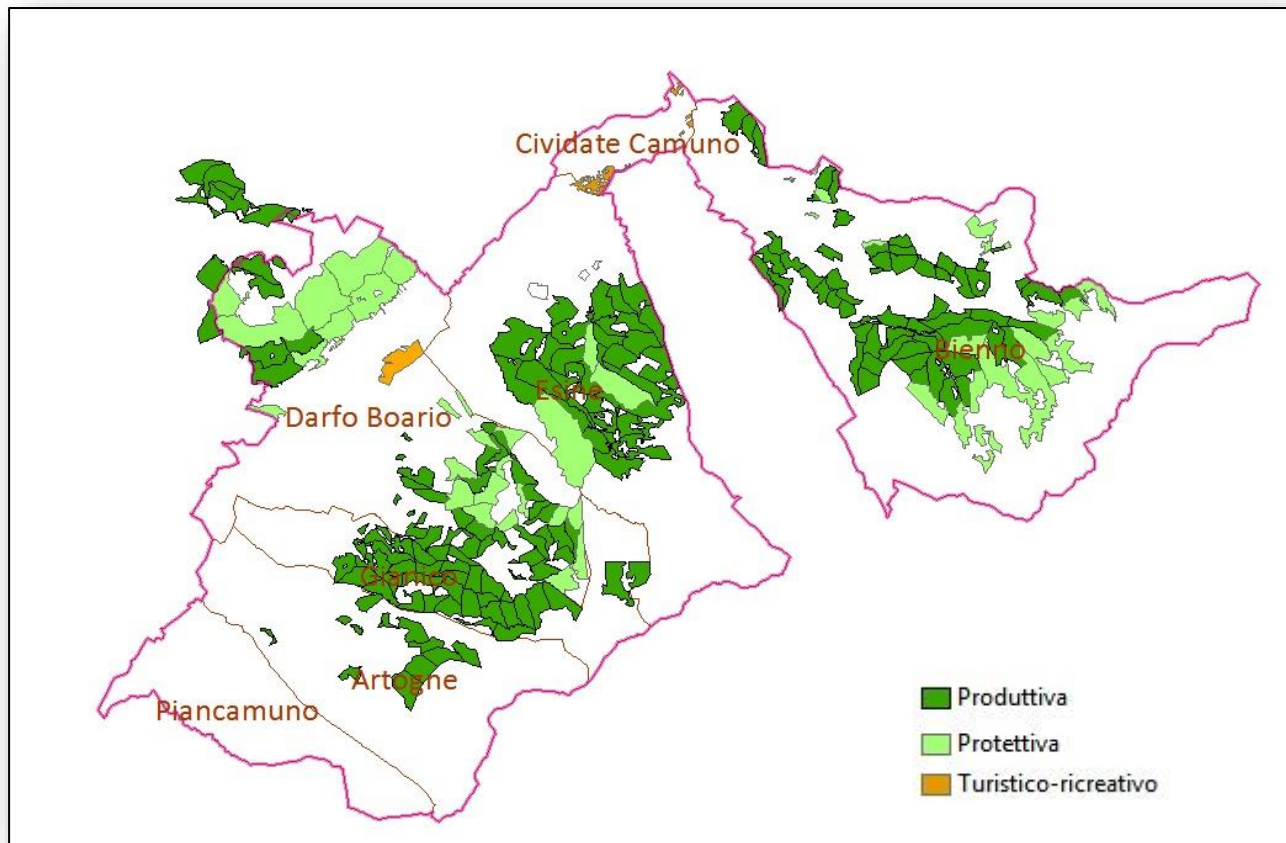 Cividate Camuno
Bienno
Esine
Darfo Boario
Gianico
Artogne
Piancamuno
Produttiva
Protettiva
Turistico-ricreativo